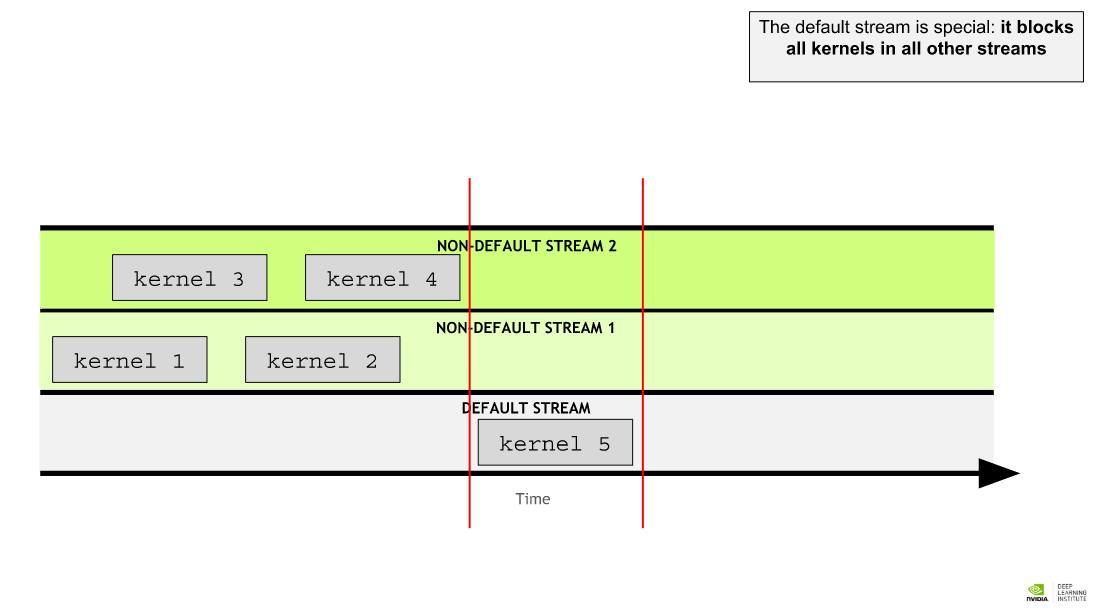 The default stream is special: it blocks
all kernels in all other streams
NON-DEFAULT STREAM 2
kernel 3
kernel 4
NON-DEFAULT STREAM 1
kernel 1
kernel 2
DEFAULT STREAM
kernel 5
Time
NVIDIA
DEEP
LEARNING
INSTITUTE